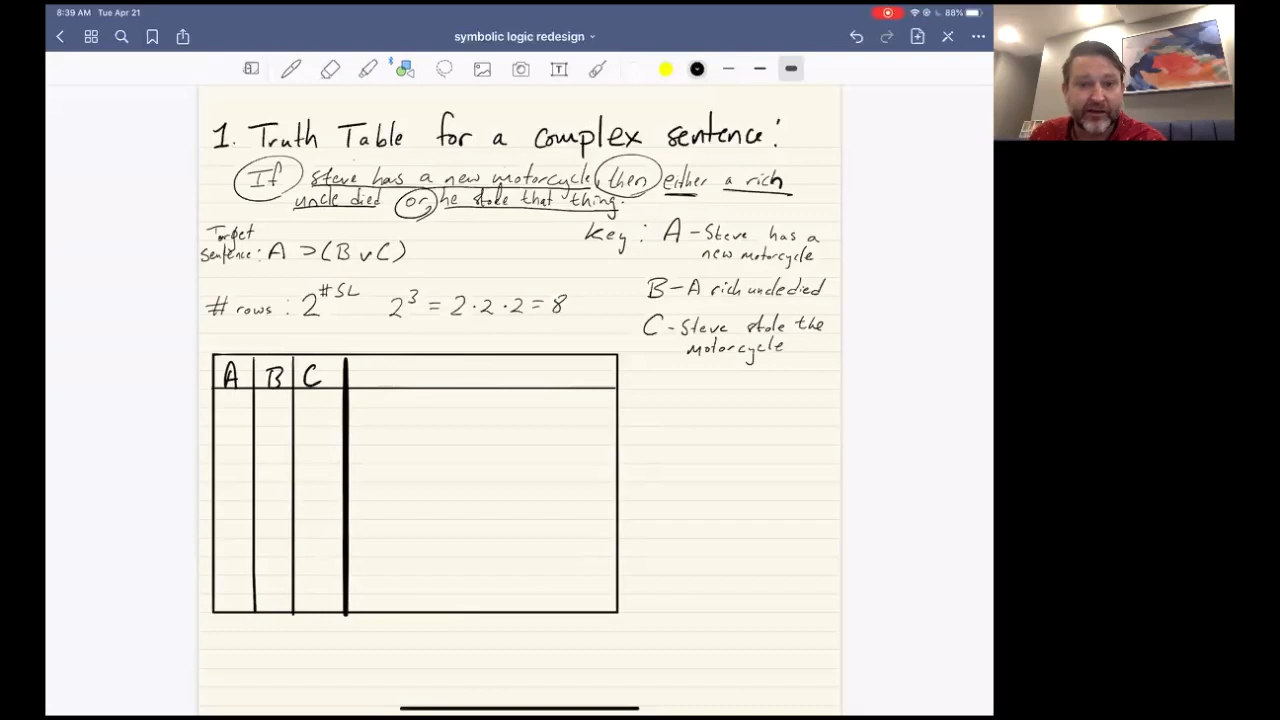 8:39 AM Tue Apr 21
88%
symbolic logic redesign
1. Truth Table for a complex sentence:
If Steve has a new motorcycle, then either a rich
uncle died or, he stole that thing.
Target
sentence: A ⊃ (B v C)
Key: A - Steve has a
new motorcycle
B - A rich uncle died
C - Steve stole the
motorcycle
# rows: 2^#SL 2^3 = 2 · 2 · 2 = 8
A B C